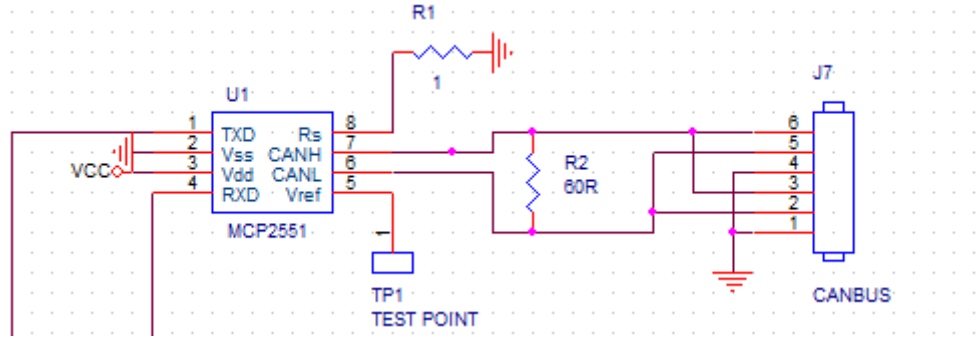 R1
1
J7
U1
1 TXD Rs 8
2 Vss CANH 7
3 Vdd CANL 6
4 RXD Vref 5
VCC
MCP2551
R2
60R
6
5
4
3
2
1
CANBUS
1
TP1
TEST POINT